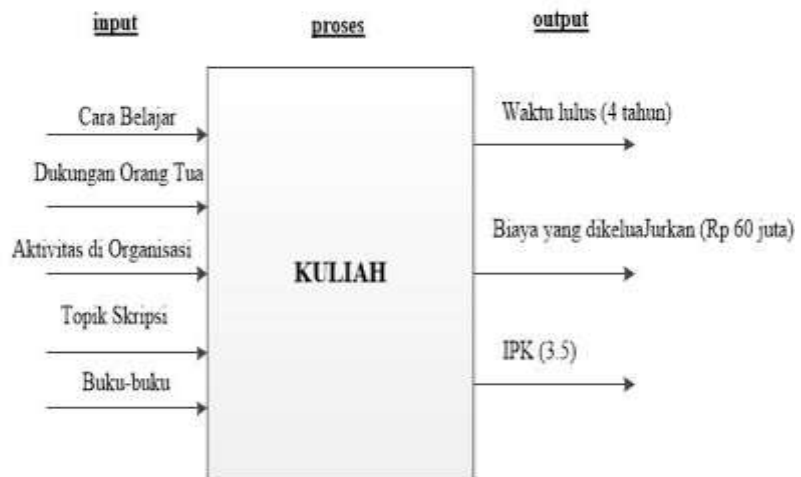 input proses output
Cara Belajar
Waktu lulus (4 tahun)
Dukungan Orang Tua
Biaya yang dikeluaJurkan (Rp 60 juta)
Aktivitas di Organisasi
KULIAH
Topik Skripsi
IPK (3.5)
Buku-buku